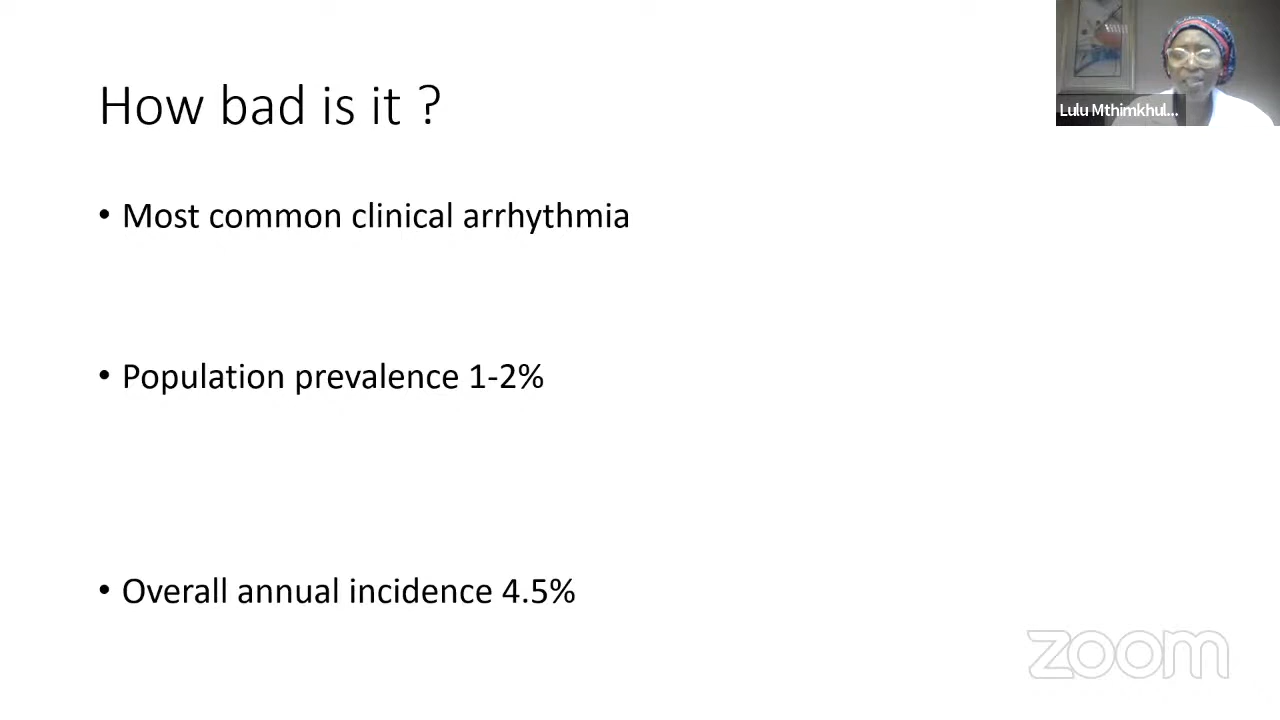 How bad is it ?
Lulu Mthimkhul...
• Most common clinical arrhythmia
• Population prevalence 1-2%
• Overall annual incidence 4.5%
zoom